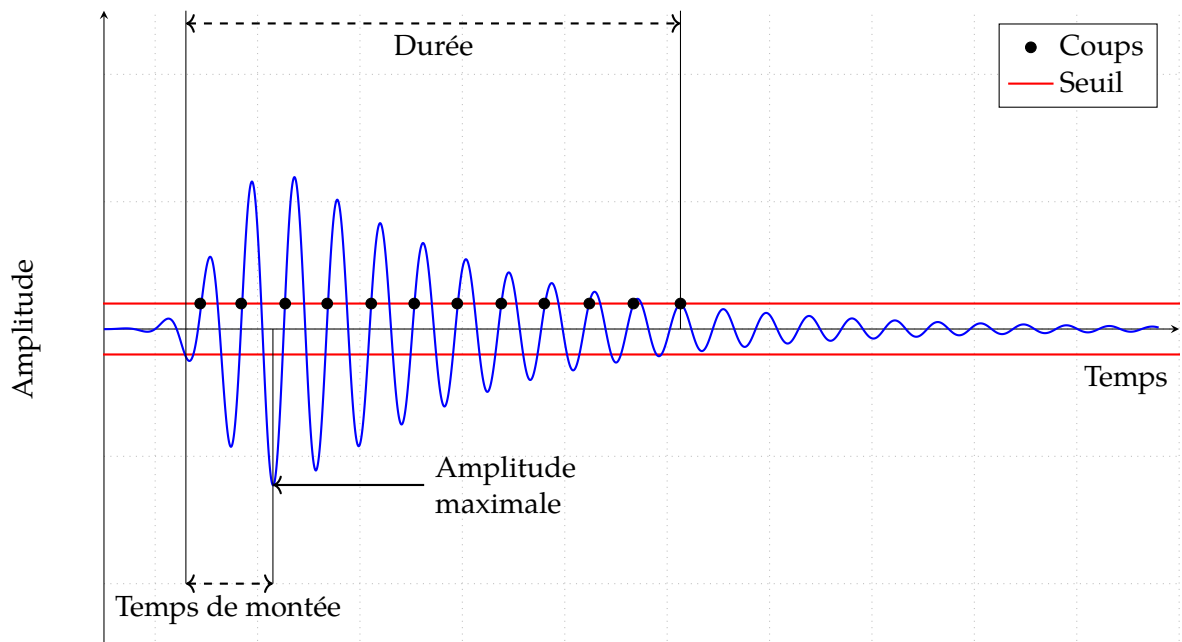 Durée
Coups
Seuil
Amplitude
Temps
Amplitude
maximale
Temps de montée